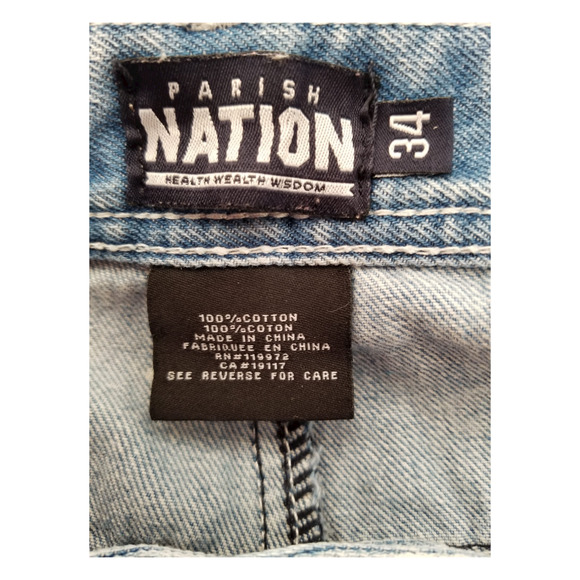 PARISH
NATION
HEALTH WEALTH WISDOM
34
100%COTTON
100%COTON
MADE IN CHINA
FABRIQUEE EN CHINA
RN#119972
CA#19117
SEE REVERSE FOR CARE